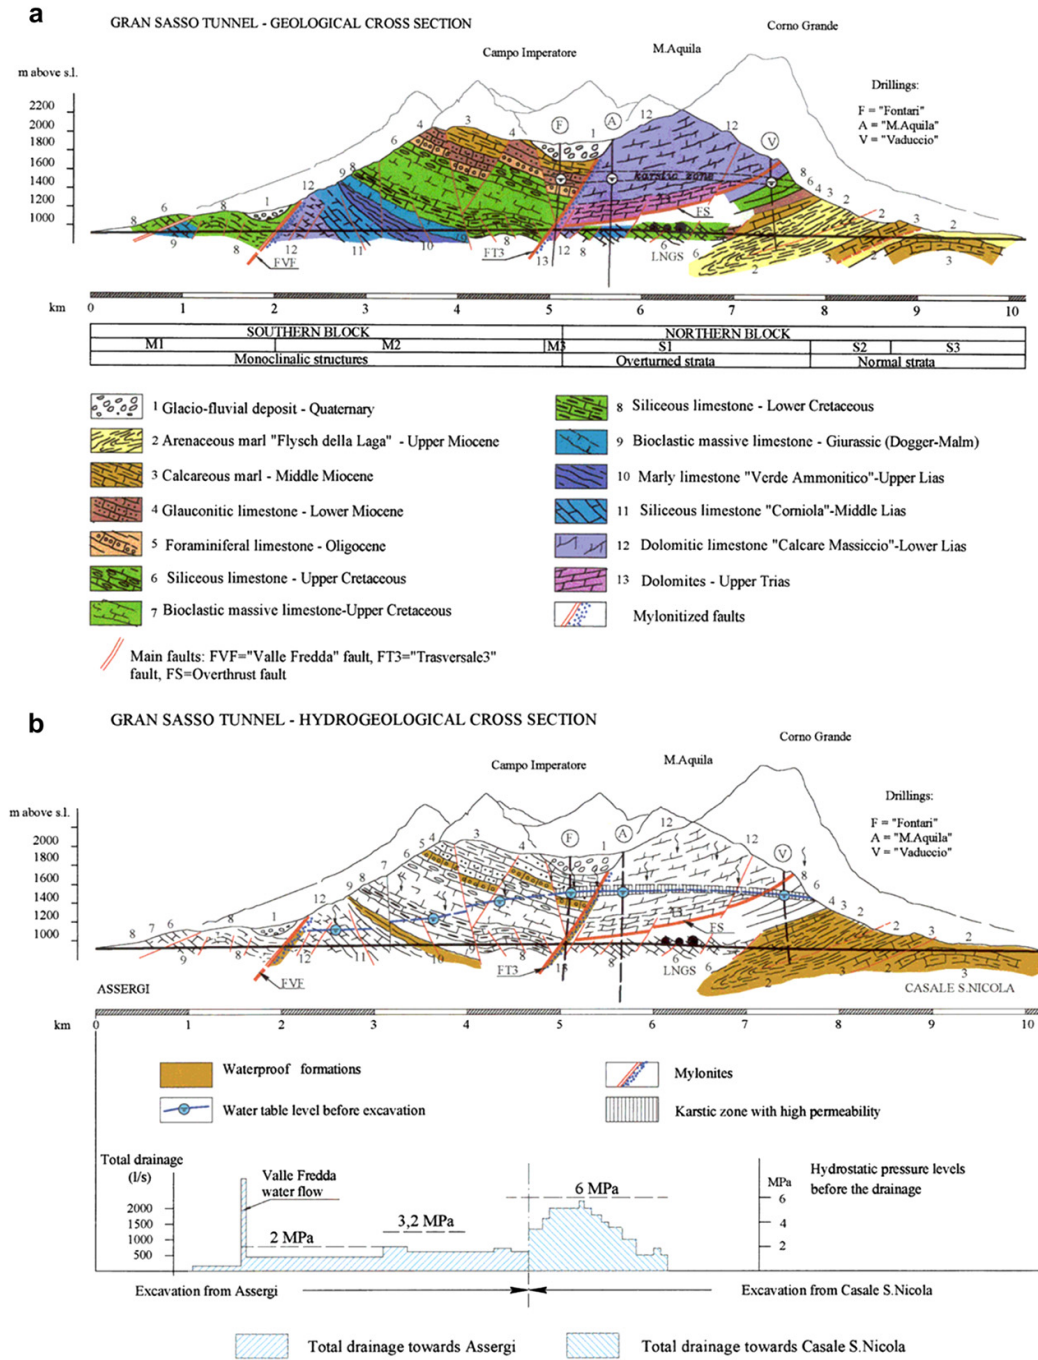 a
GRAN SASSO TUNNEL - GEOLOGICAL CROSS SECTION
Corno Grande
Campo Imperatore
M.Aquila
m above s.l.
Drillings:
F = "Fontari"
A = "M.Aquila"
V = "Vaduccio"
2200
2000
1800
1600
1400
1200
1000
F
A
V
karstic zone
FS
FVF
FT3
LNGS
km
0 1 2 3 4 5 6 7 8 9 10
SOUTHERN BLOCK
NORTHERN BLOCK
M1
M2
M3
S1
S2
S3
Monoclinalic structures
Overturned strata
Normal strata
1 Glacio-fluvial deposit - Quaternary
2 Arenaceous marl "Flysch della Laga" - Upper Miocene
3 Calcareous marl - Middle Miocene
4 Glauconitic limestone - Lower Miocene
5 Foraminiferal limestone - Oligocene
6 Siliceous limestone - Upper Cretaceous
7 Bioclastic massive limestone-Upper Cretaceous
8 Siliceous limestone - Lower Cretaceous
9 Bioclastic massive limestone - Giurassic (Dogger-Malm)
10 Marly limestone "Verde Ammonitico"-Upper Lias
11 Siliceous limestone "Corniola"-Middle Lias
12 Dolomitic limestone "Calcare Massiccio"-Lower Lias
13 Dolomites - Upper Trias
Mylonitized faults
Main faults: FVF="Valle Fredda" fault, FT3="Trasversale3"
fault, FS=Overthrust fault
b
GRAN SASSO TUNNEL - HYDROGEOLOGICAL CROSS SECTION
Corno Grande
Campo Imperatore
M.Aquila
m above s.l.
Drillings:
F = "Fontari"
A = "M.Aquila"
V = "Vaduccio"
2000
1800
1600
1400
1200
1000
F
A
V
FS
FVF
FT3
LNGS
ASSERGI
CASALE S.NICOLA
km
0 1 2 3 4 5 6 7 8 9 10
Waterproof formations
Water table level before excavation
Mylonites
Karstic zone with high permeability
Total drainage
(l/s)
Valle Fredda
water flow
2000
1500
1000
500
2 MPa
3,2 MPa
6 MPa
MPa
6
4
2
Hydrostatic pressure levels
before the drainage
Excavation from Assergi
Excavation from Casale S.Nicola
Total drainage towards Assergi
Total drainage towards Casale S.Nicola